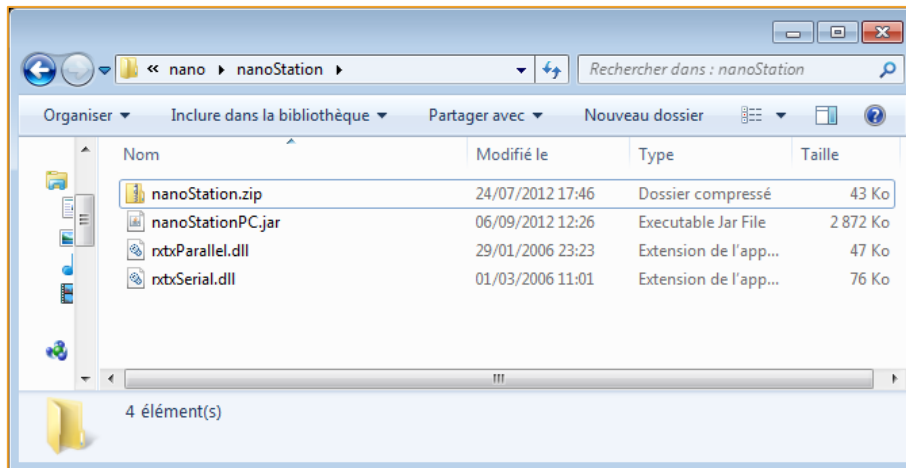 « nano ▸ nanoStation ▸ Rechercher dans : nanoStation
Organiser ▾ Inclure dans la bibliothèque ▾ Partager avec ▾ Nouveau dossier
Nom Modifié le Type Taille
nanoStation.zip 24/07/2012 17:46 Dossier compressé 43 Ko
nanoStationPC.jar 06/09/2012 12:26 Executable Jar File 2 872 Ko
rxtxParallel.dll 29/01/2006 23:23 Extension de l'app... 47 Ko
rxtxSerial.dll 01/03/2006 11:01 Extension de l'app... 76 Ko
4 élément(s)